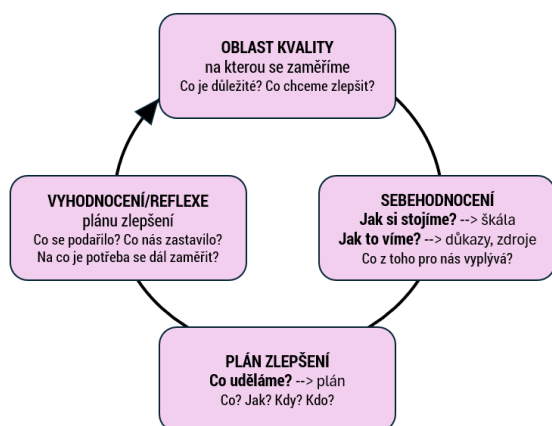 OBLAST KVALITY
na kterou se zaměříme
Co je důležité? Co chceme zlepšit?
SEBEHODNOCENÍ
Jak si stojíme? --> škála
Jak to víme? --> důkazy, zdroje
Co z toho pro nás vyplývá?
PLÁN ZLEPŠENÍ
Co uděláme? --> plán
Co? Jak? Kdy? Kdo?
VYHODNOCENÍ/REFLEXE
plánu zlepšení
Co se podařilo? Co nás zastavilo?
Na co je potřeba se dál zaměřit?